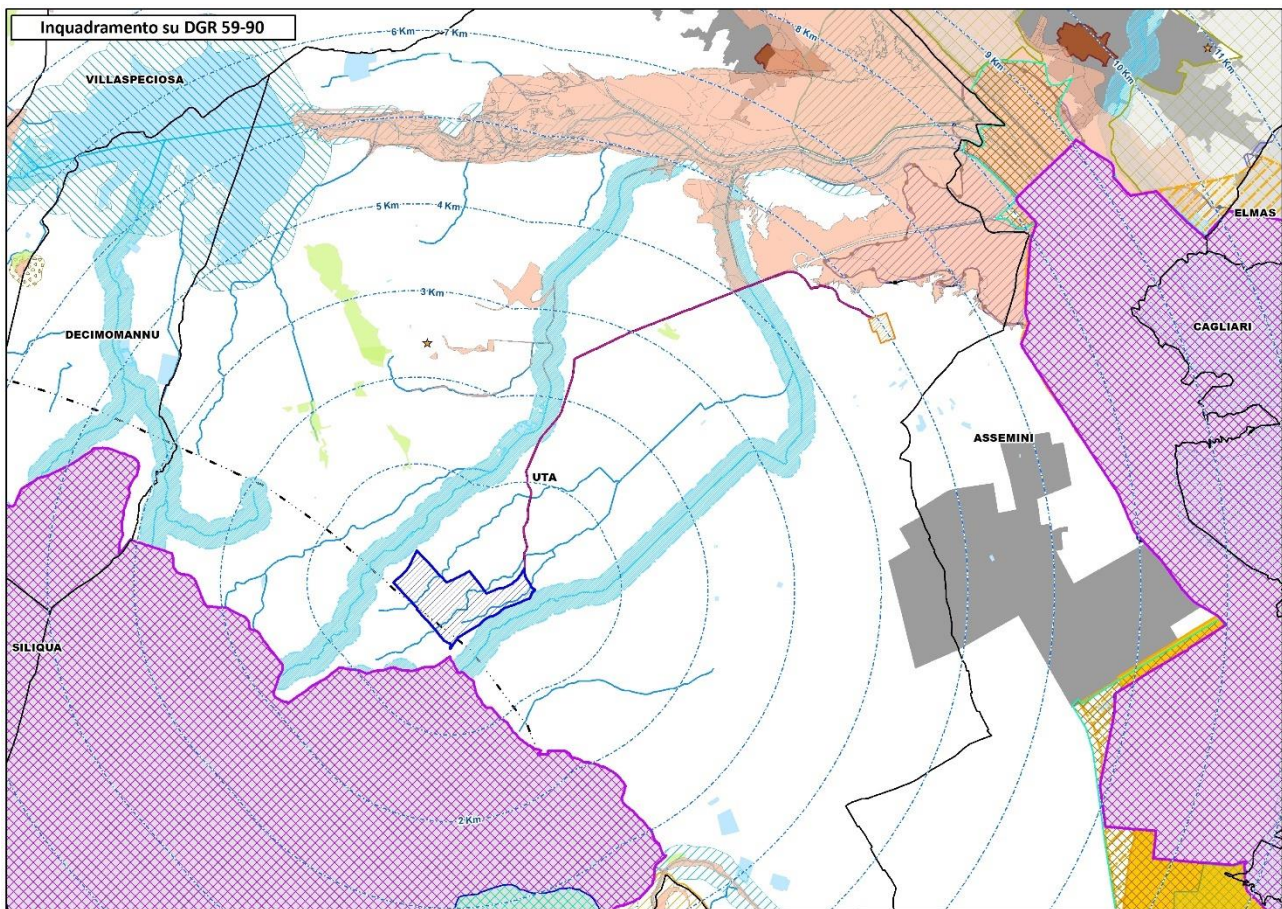 Inquadramento su DGR 59-90
6 Km
7 Km
8 Km
9 Km
10 Km
11 Km
VILLASPECIOSA
5 Km
4 Km
ELMAS
3 Km
CAGLIARI
DECIMOMANNU
ASSEMINI
UTA
SILIQUA
2 Km